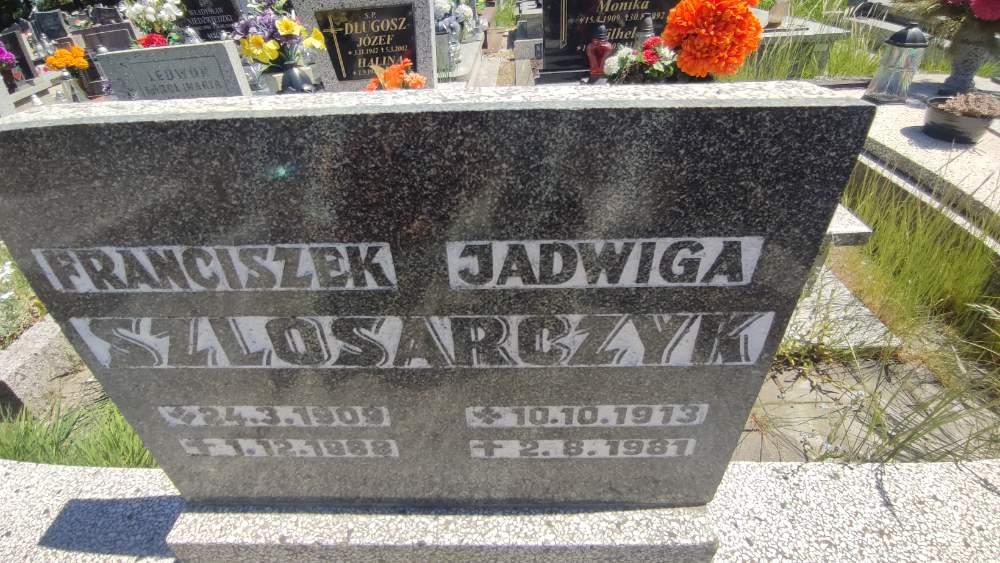 WŁADYSŁAW
Ś.P.
DŁUGOSZ
JÓZEF
HALINA
LEDWOŃ
Monika
FRANCISZEK JADWIGA
SZLOSARCZYK
24.3.1909 10.10.1913
1.12.1988 2.8.1981